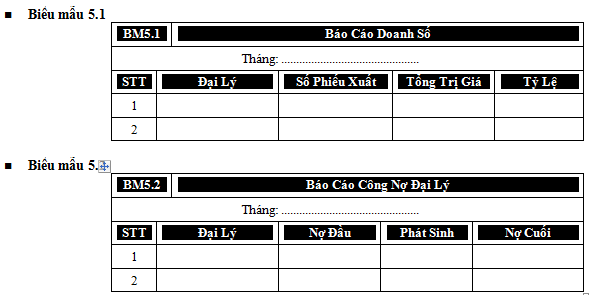 Biểu mẫu 5.1
BM5.1 Báo Cáo Doanh Số
Tháng: ..............................................
STT Đại Lý Số Phiếu Xuất Tổng Trị Giá Tỷ Lệ
1
2
Biểu mẫu 5.
BM5.2 Báo Cáo Công Nợ Đại Lý
Tháng: ..............................................
STT Đại Lý Nợ Đầu Phát Sinh Nợ Cuối
1
2